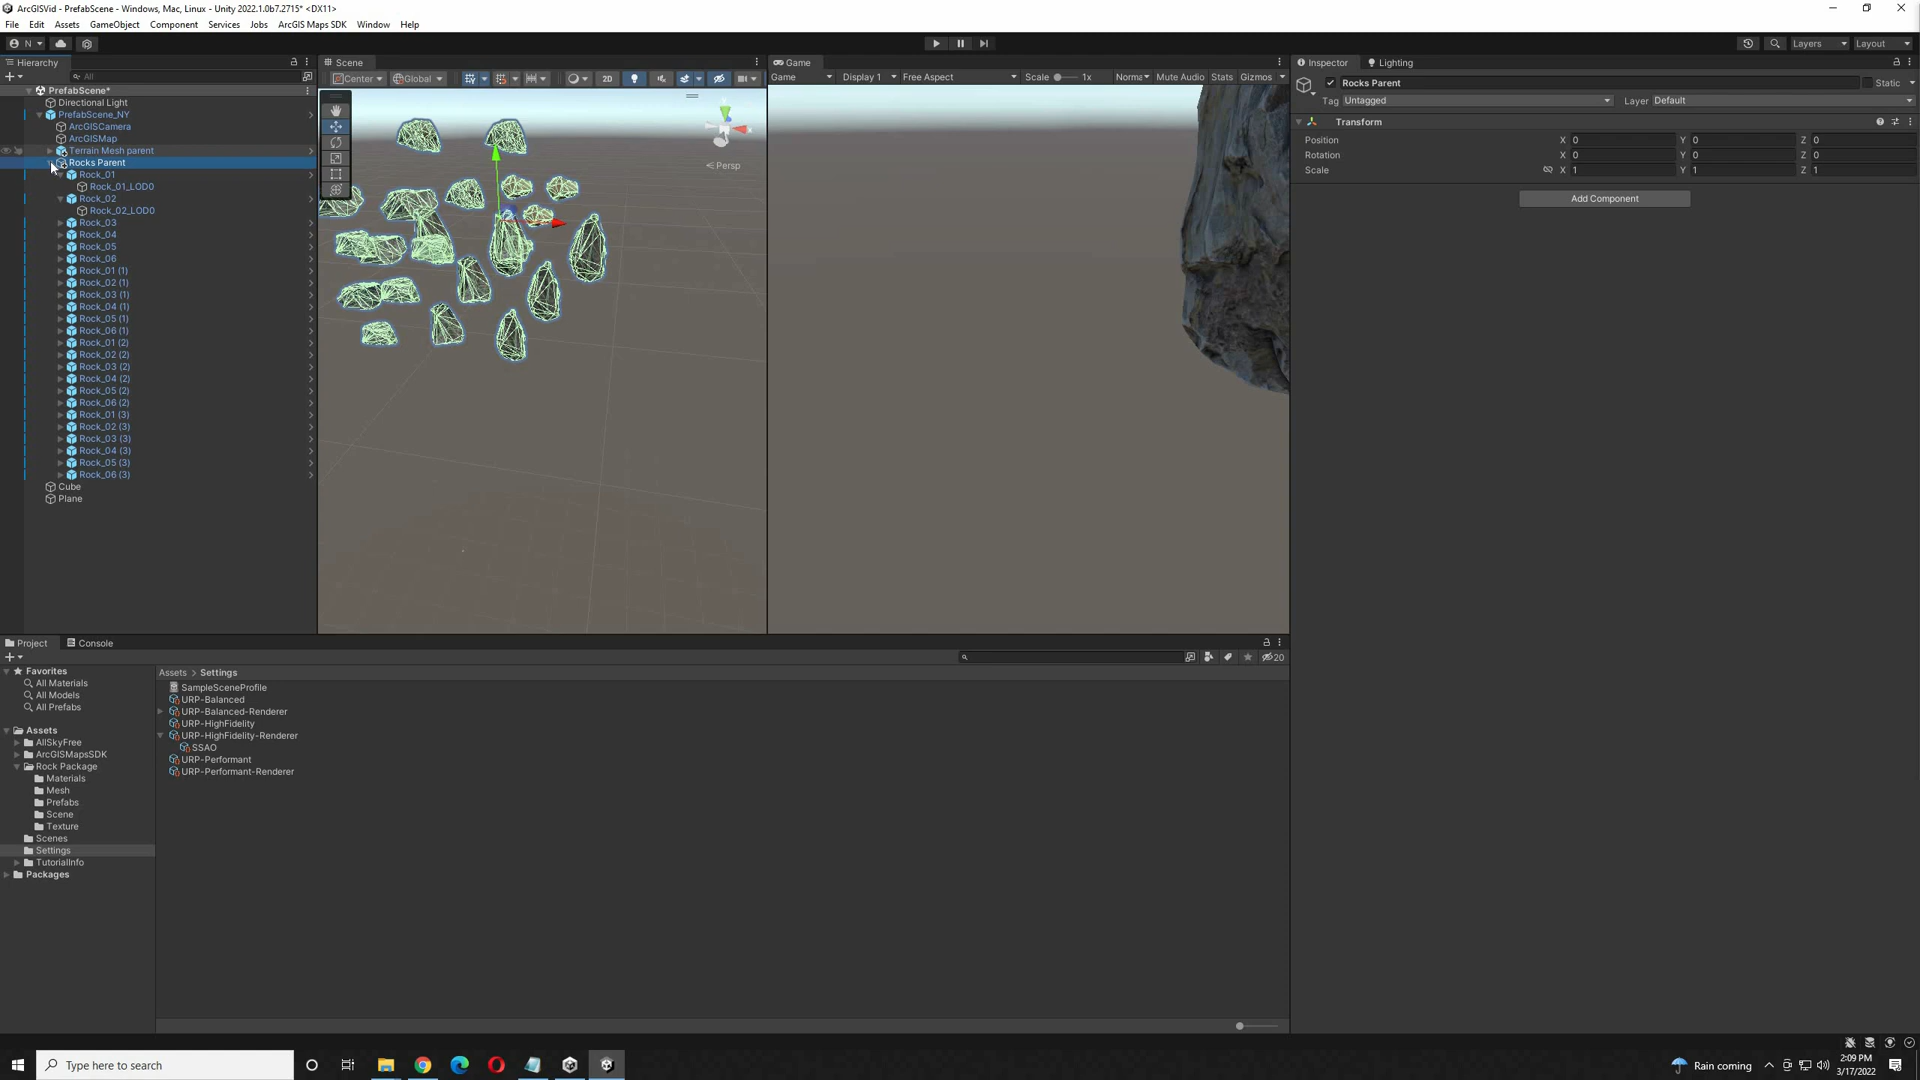 ArcGISVid - PrefabScene - Windows, Mac, Linux - Unity 2022.1.0b7.2715* <DX11>
File Edit Assets GameObject Component Services Jobs ArcGIS Maps SDK Window Help
N Layers Layout
Hierarchy
All
PrefabScene*
Directional Light
PrefabScene_NY
ArcGISCamera
ArcGISMap
Terrain Mesh parent
Rocks Parent
Rock_01
Rock_01_LOD0
Rock_02
Rock_02_LOD0
Rock_03
Rock_04
Rock_05
Rock_06
Rock_01 (1)
Rock_02 (1)
Rock_03 (1)
Rock_04 (1)
Rock_05 (1)
Rock_06 (1)
Rock_01 (2)
Rock_02 (2)
Rock_03 (2)
Rock_04 (2)
Rock_05 (2)
Rock_06 (2)
Rock_01 (3)
Rock_02 (3)
Rock_03 (3)
Rock_04 (3)
Rock_05 (3)
Rock_06 (3)
Cube
Plane
Scene
Center Global 2D
Persp
Game
Game Display 1 Free Aspect Scale 1x Norma Mute Audio Stats Gizmos
Inspector Lighting
Rocks Parent Static
Tag Untagged Layer Default
Transform
Position X 0 Y 0 Z 0
Rotation X 0 Y 0 Z 0
Scale X 1 Y 1 Z 1
Add Component
Project Console
20
Favorites
All Materials
All Models
All Prefabs
Assets
AllSkyFree
ArcGISMapsSDK
Rock Package
Materials
Mesh
Prefabs
Scene
Texture
Scenes
Settings
TutorialInfo
Packages
Assets > Settings
SampleSceneProfile
URP-Balanced
URP-Balanced-Renderer
URP-HighFidelity
URP-HighFidelity-Renderer
SSAO
URP-Performant
URP-Performant-Renderer
Type here to search
Rain coming
2:09 PM
3/17/2022